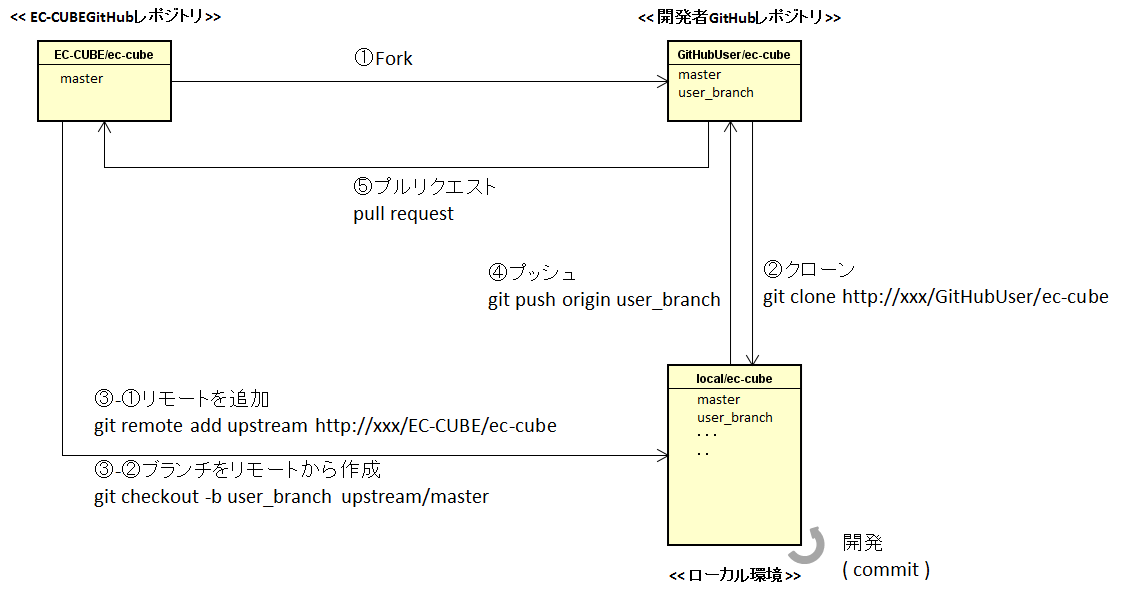 << EC-CUBEGitHubレポジトリ >>
<< 開発者GitHubレポジトリ >>
EC-CUBE/ec-cube
master
①Fork
GitHubUser/ec-cube
master
user_branch
⑤プルリクエスト
pull request
④プッシュ
git push origin user_branch
②クローン
git clone http://xxx/GitHubUser/ec-cube
③-①リモートを追加
git remote add upstream http://xxx/EC-CUBE/ec-cube
③-②ブランチをリモートから作成
git checkout -b user_branch upstream/master
local/ec-cube
master
user_branch
...
..
開発
( commit )
<< ローカル環境 >>